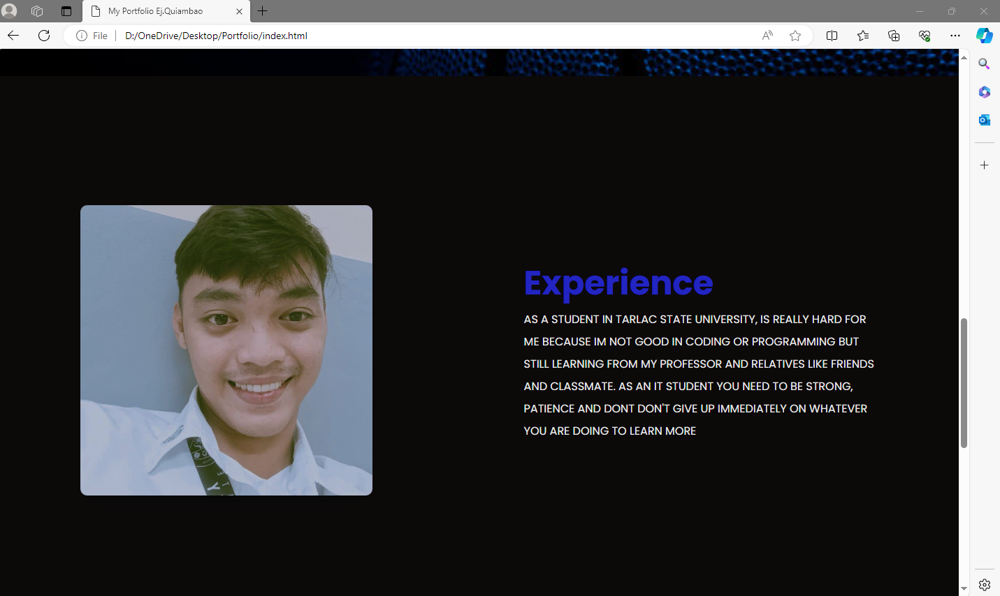 My Portfolio Ej.Quiambao
File
D:/OneDrive/Desktop/Portfolio/index.html
Experience
AS A STUDENT IN TARLAC STATE UNIVERSITY, IS REALLY HARD FOR
ME BECAUSE IM NOT GOOD IN CODING OR PROGRAMMING BUT
STILL LEARNING FROM MY PROFESSOR AND RELATIVES LIKE FRIENDS
AND CLASSMATE. AS AN IT STUDENT YOU NEED TO BE STRONG,
PATIENCE AND DONT DON'T GIVE UP IMMEDIATELY ON WHATEVER
YOU ARE DOING TO LEARN MORE